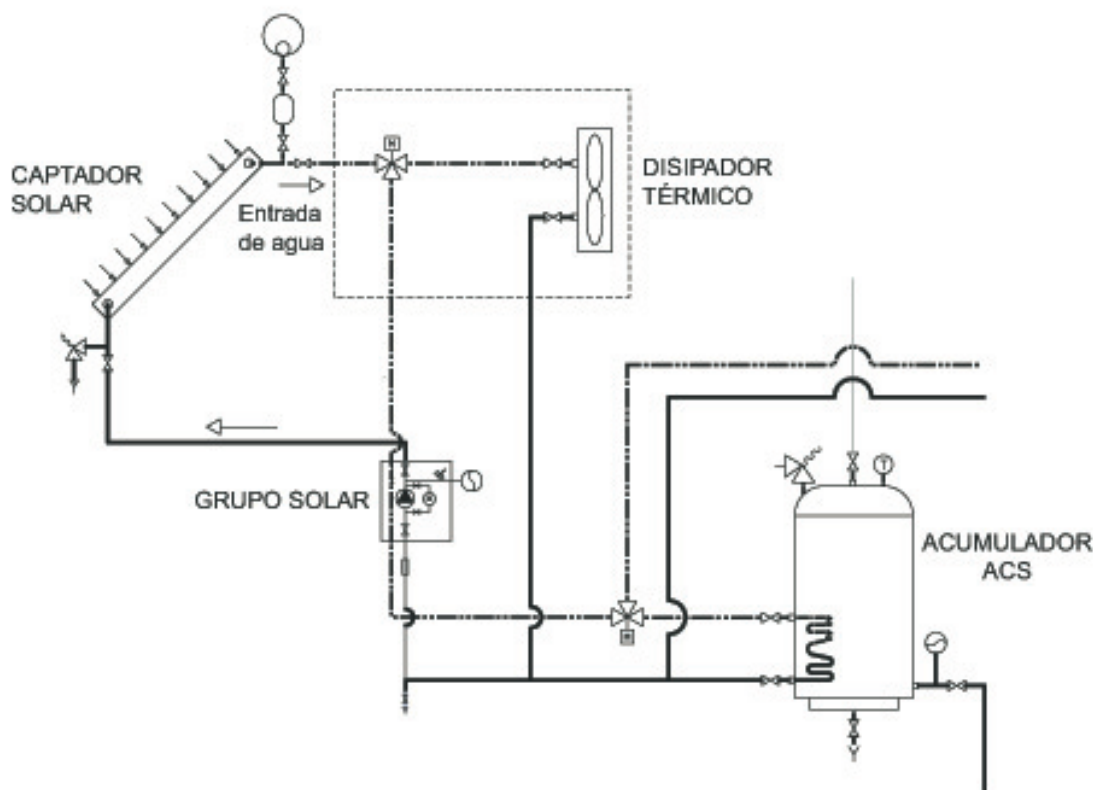 CAPTADOR
SOLAR
Entrada
de agua
DISIPADOR
TÉRMICO
GRUPO SOLAR
ACUMULADOR
ACS
M
T
M